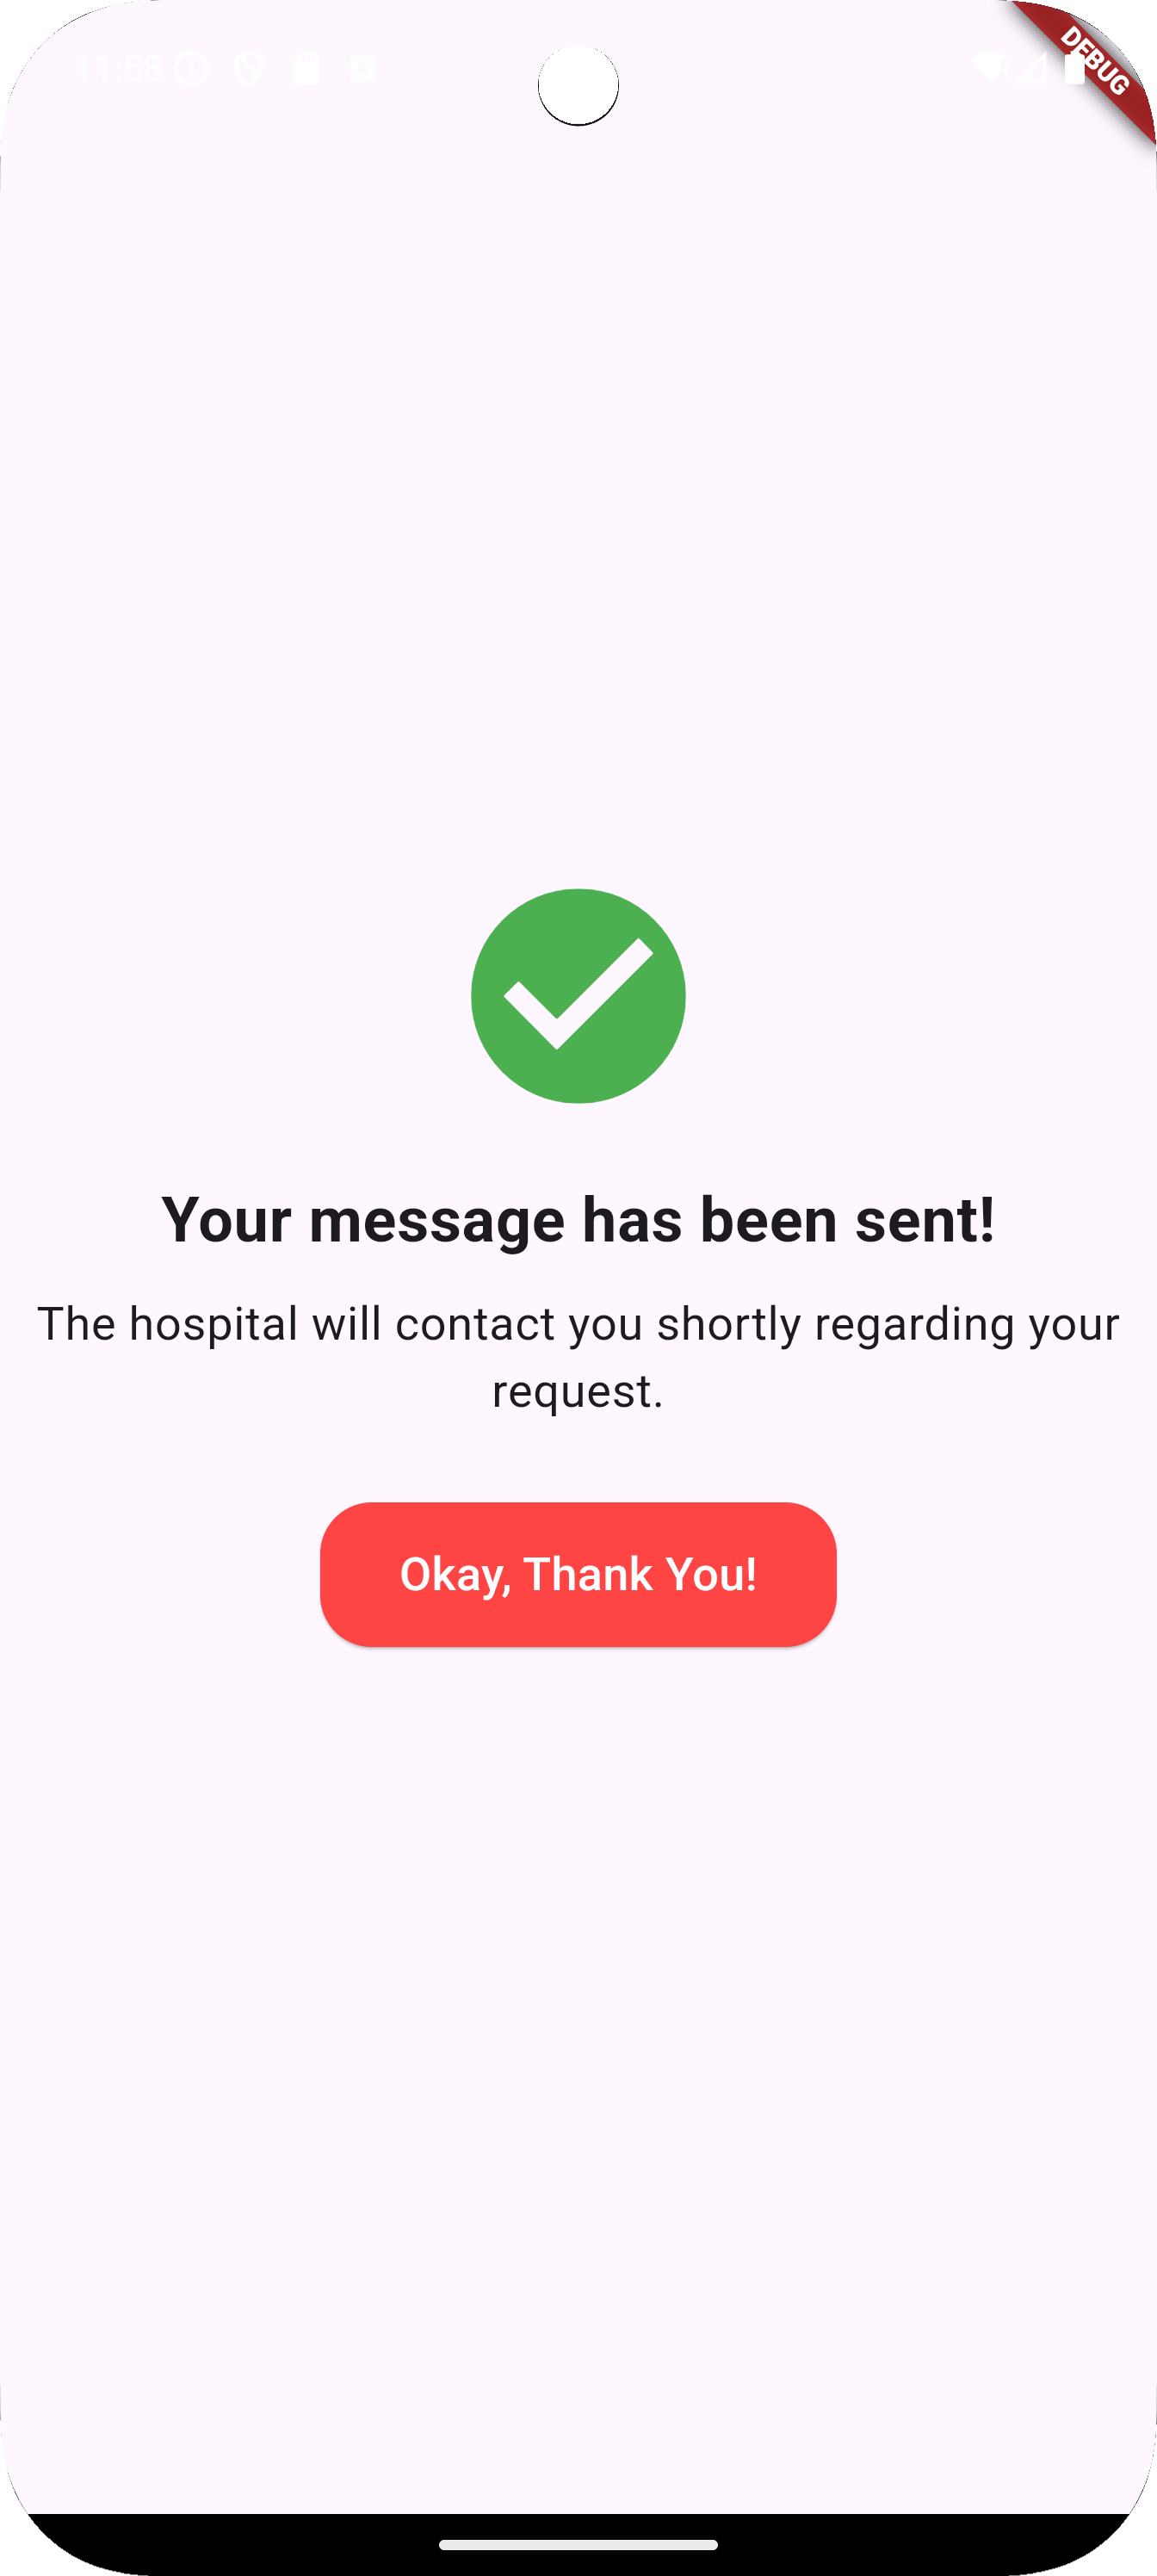 11:58
DEBUG
Your message has been sent!
The hospital will contact you shortly regarding your
request.
Okay, Thank You!